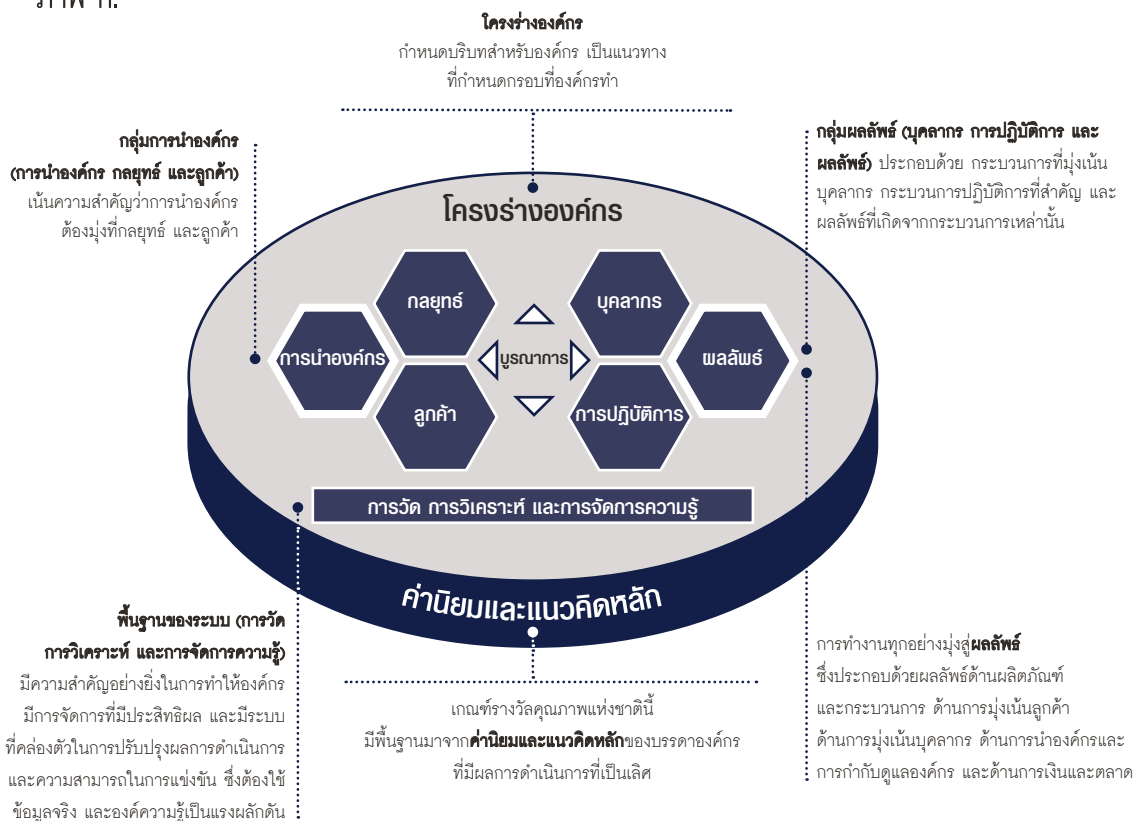 ภาพ ก.
โครงร่างองค์กร
กำหนดบริบทสำหรับองค์กร เป็นแนวทาง
ที่กำหนดกรอบที่องค์กรทำ
กลุ่มการนำองค์กร
(การนำองค์กร กลยุทธ์ และลูกค้า)
เน้นความสำคัญว่าการนำองค์กร
ต้องมุ่งที่กลยุทธ์ และลูกค้า
กลุ่มผลลัพธ์ (บุคลากร การปฏิบัติการ และ
ผลลัพธ์) ประกอบด้วย กระบวนการที่มุ่งเน้น
บุคลากร กระบวนการปฏิบัติการที่สำคัญ และ
ผลลัพธ์ที่เกิดจากกระบวนการเหล่านั้น
โครงร่างองค์กร
กลยุทธ์
บุคลากร
การนำองค์กร
บูรณาการ
ผลลัพธ์
ลูกค้า
การปฏิบัติการ
การวัด การวิเคราะห์ และการจัดการความรู้
ค่านิยมและแนวคิดหลัก
พื้นฐานของระบบ (การวัด
การวิเคราะห์ และการจัดการความรู้)
มีความสำคัญอย่างยิ่งในการทำให้องค์กร
มีการจัดการที่มีประสิทธิผล และมีระบบ
ที่คล่องตัวในการปรับปรุงผลการดำเนินการ
และความสามารถในการแข่งขัน ซึ่งต้องใช้
ข้อมูลจริง และองค์ความรู้เป็นแรงผลักดัน
เกณฑ์รางวัลคุณภาพแห่งชาตินี้
มีพื้นฐานมาจากค่านิยมและแนวคิดหลักของบรรดาองค์กร
ที่มีผลการดำเนินการที่เป็นเลิศ
การทำงานทุกอย่างมุ่งสู่ผลลัพธ์
ซึ่งประกอบด้วยผลลัพธ์ด้านผลิตภัณฑ์
และกระบวนการ ด้านการมุ่งเน้นลูกค้า
ด้านการมุ่งเน้นบุคลากร ด้านการนำองค์กรและ
การกำกับดูแลองค์กร และด้านการเงินและตลาด